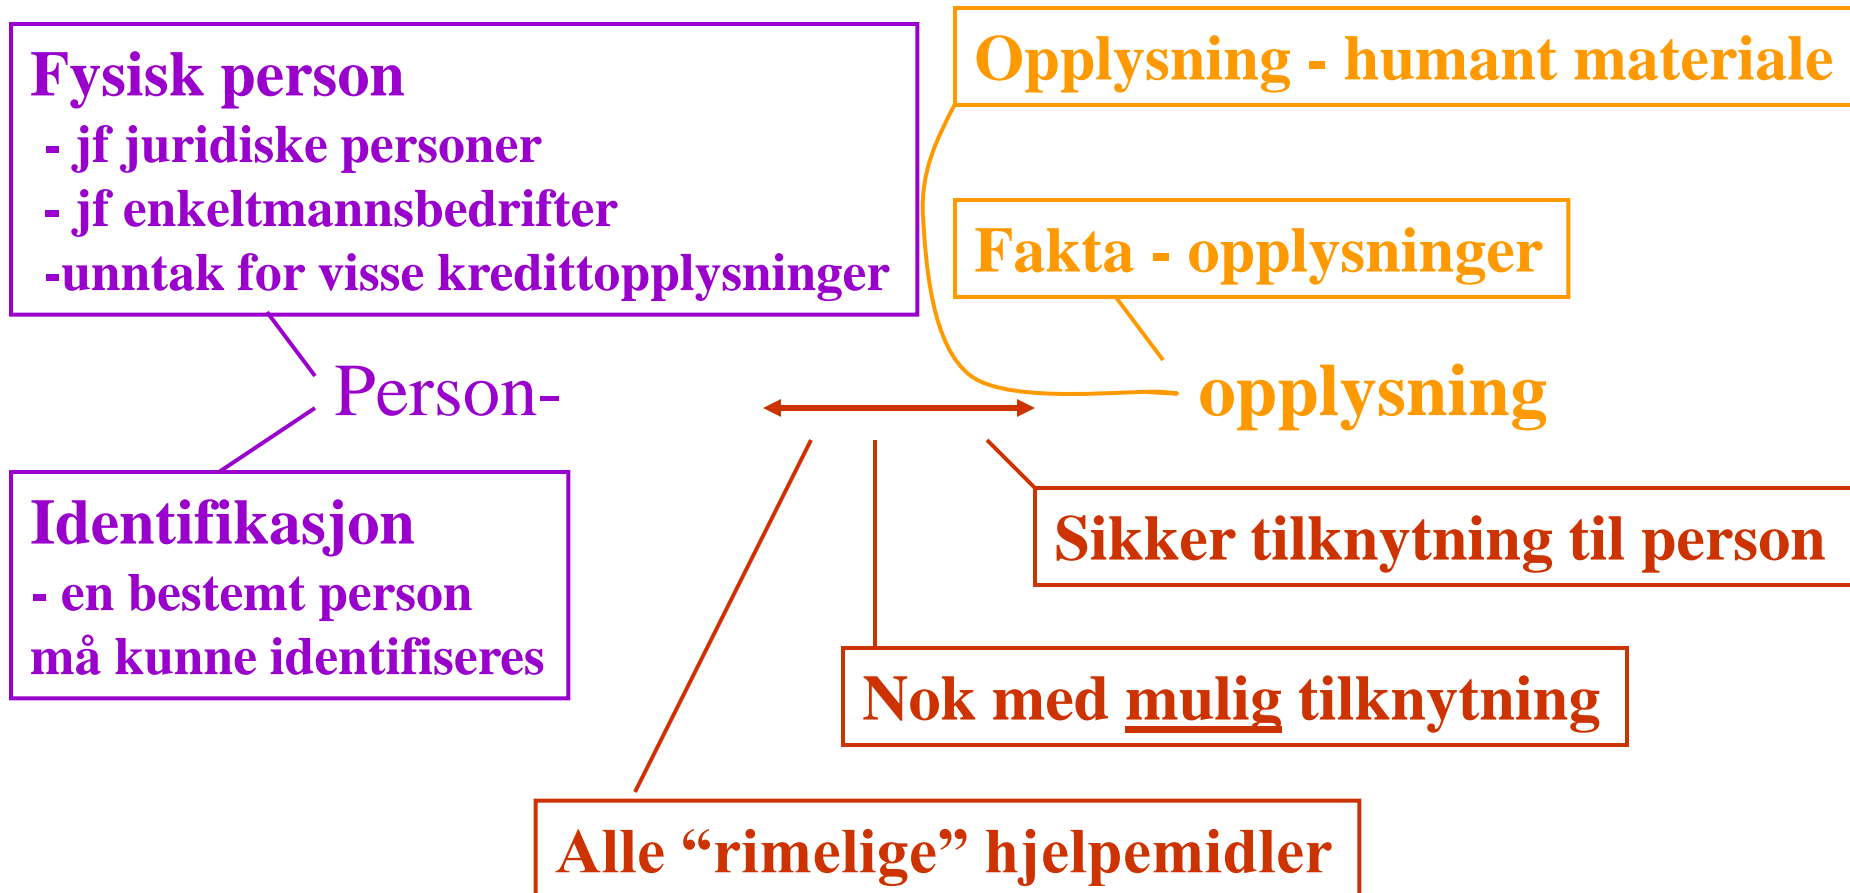 Fysisk person
- jf juridiske personer
- jf enkeltmannsbedrifter
-unntak for visse kredittopplysninger
Opplysning - humant materiale
Fakta - opplysninger
Person-
opplysning
Identifikasjon
- en bestemt person
må kunne identifiseres
Sikker tilknytning til person
Nok med mulig tilknytning
Alle “rimelige” hjelpemidler